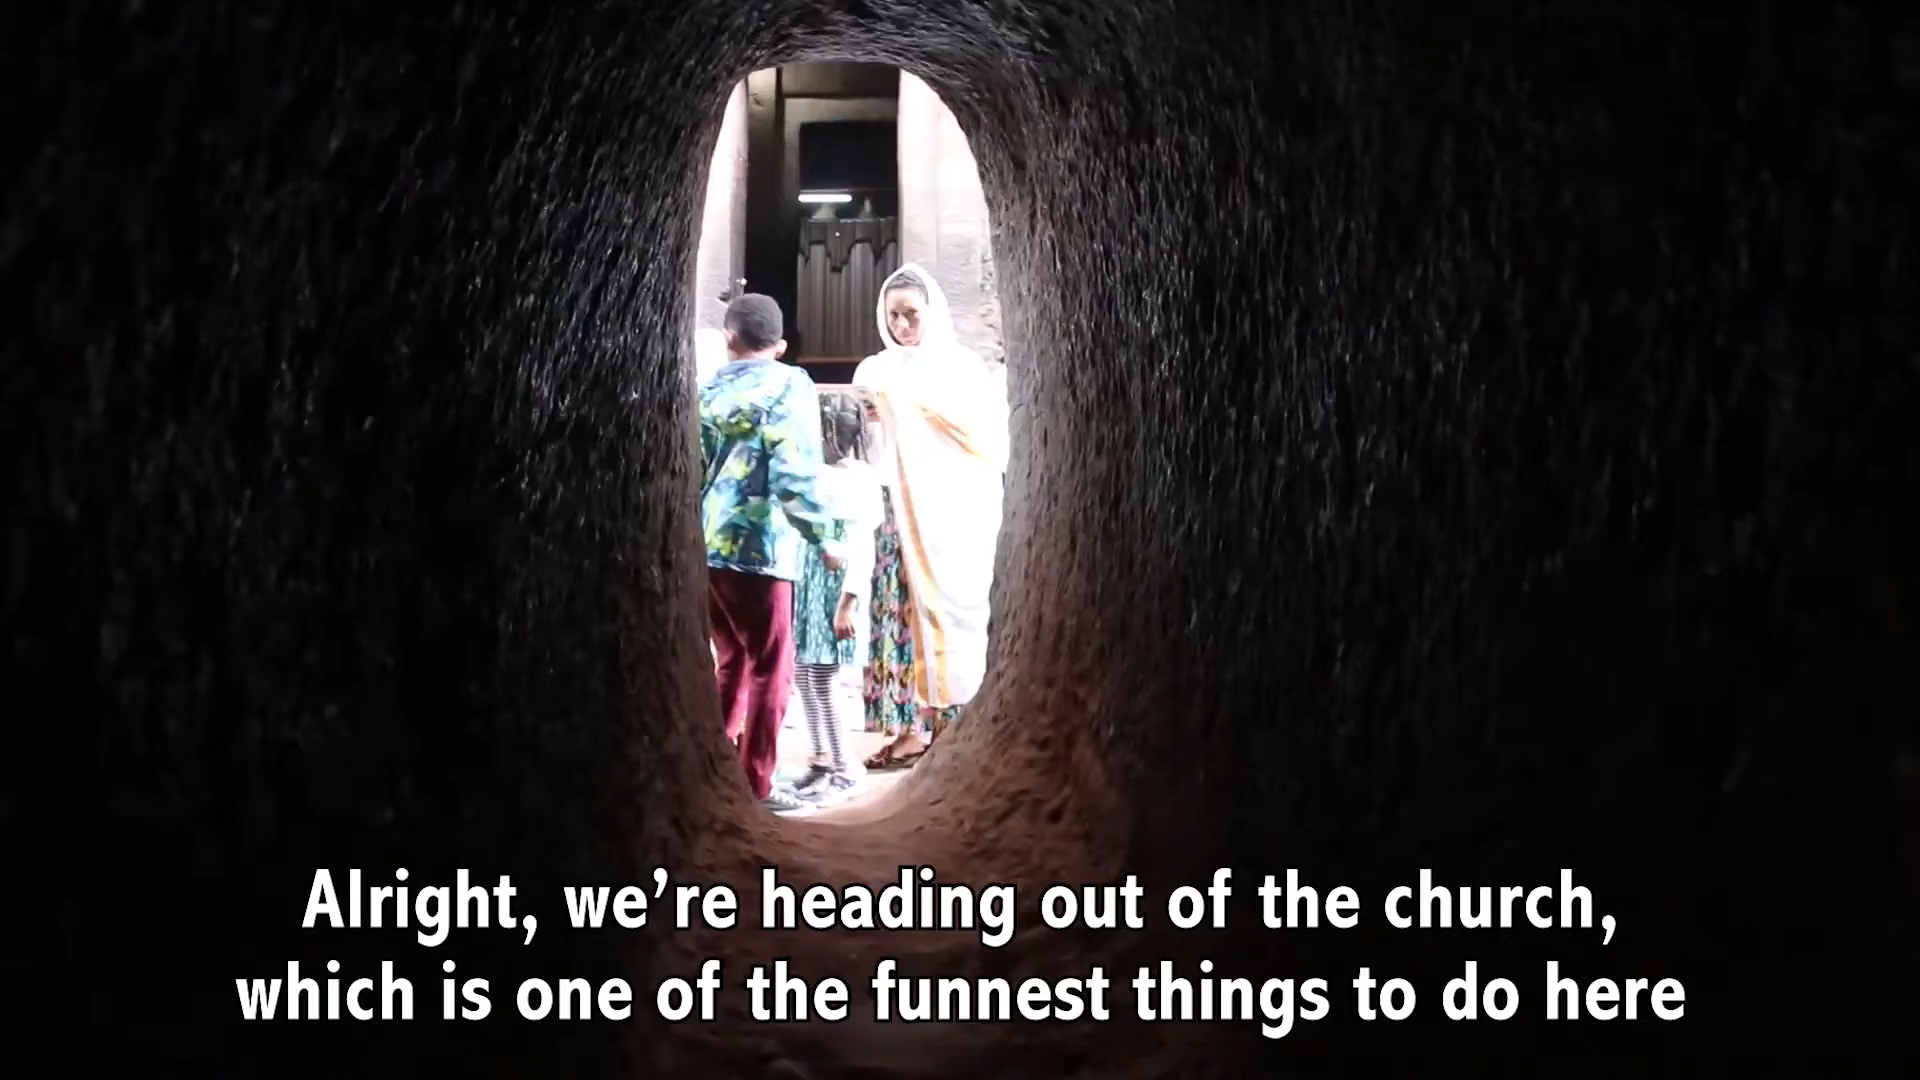 Alright, we’re heading out of the church,
which is one of the funnest things to do here